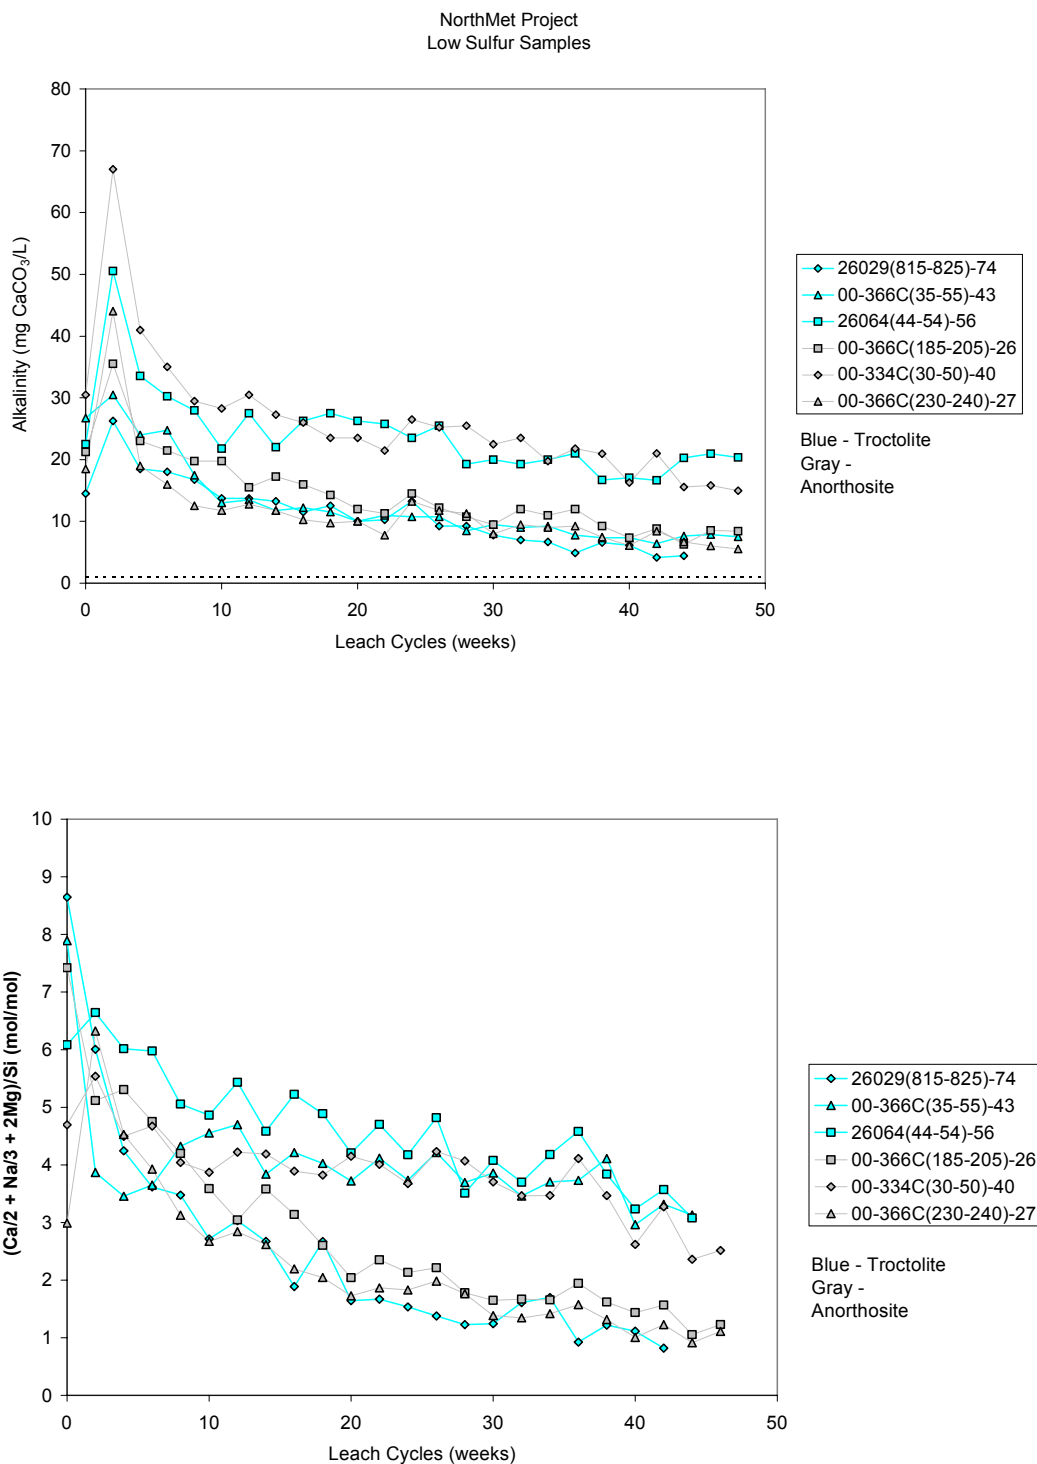 NorthMet Project
Low Sulfur Samples
80
70
60
50
40
30
20
10
0
Alkalinity (mg CaCO₃/L)
0 10 20 30 40 50
Leach Cycles (weeks)
26029(815-825)-74
00-366C(35-55)-43
26064(44-54)-56
00-366C(185-205)-26
00-334C(30-50)-40
00-366C(230-240)-27
Blue - Troctolite
Gray -
Anorthosite
10
9
8
7
6
5
4
3
2
1
0
(Ca/2 + Na/3 + 2Mg)/Si (mol/mol)
0 10 20 30 40 50
Leach Cycles (weeks)
26029(815-825)-74
00-366C(35-55)-43
26064(44-54)-56
00-366C(185-205)-26
00-334C(30-50)-40
00-366C(230-240)-27
Blue - Troctolite
Gray -
Anorthosite